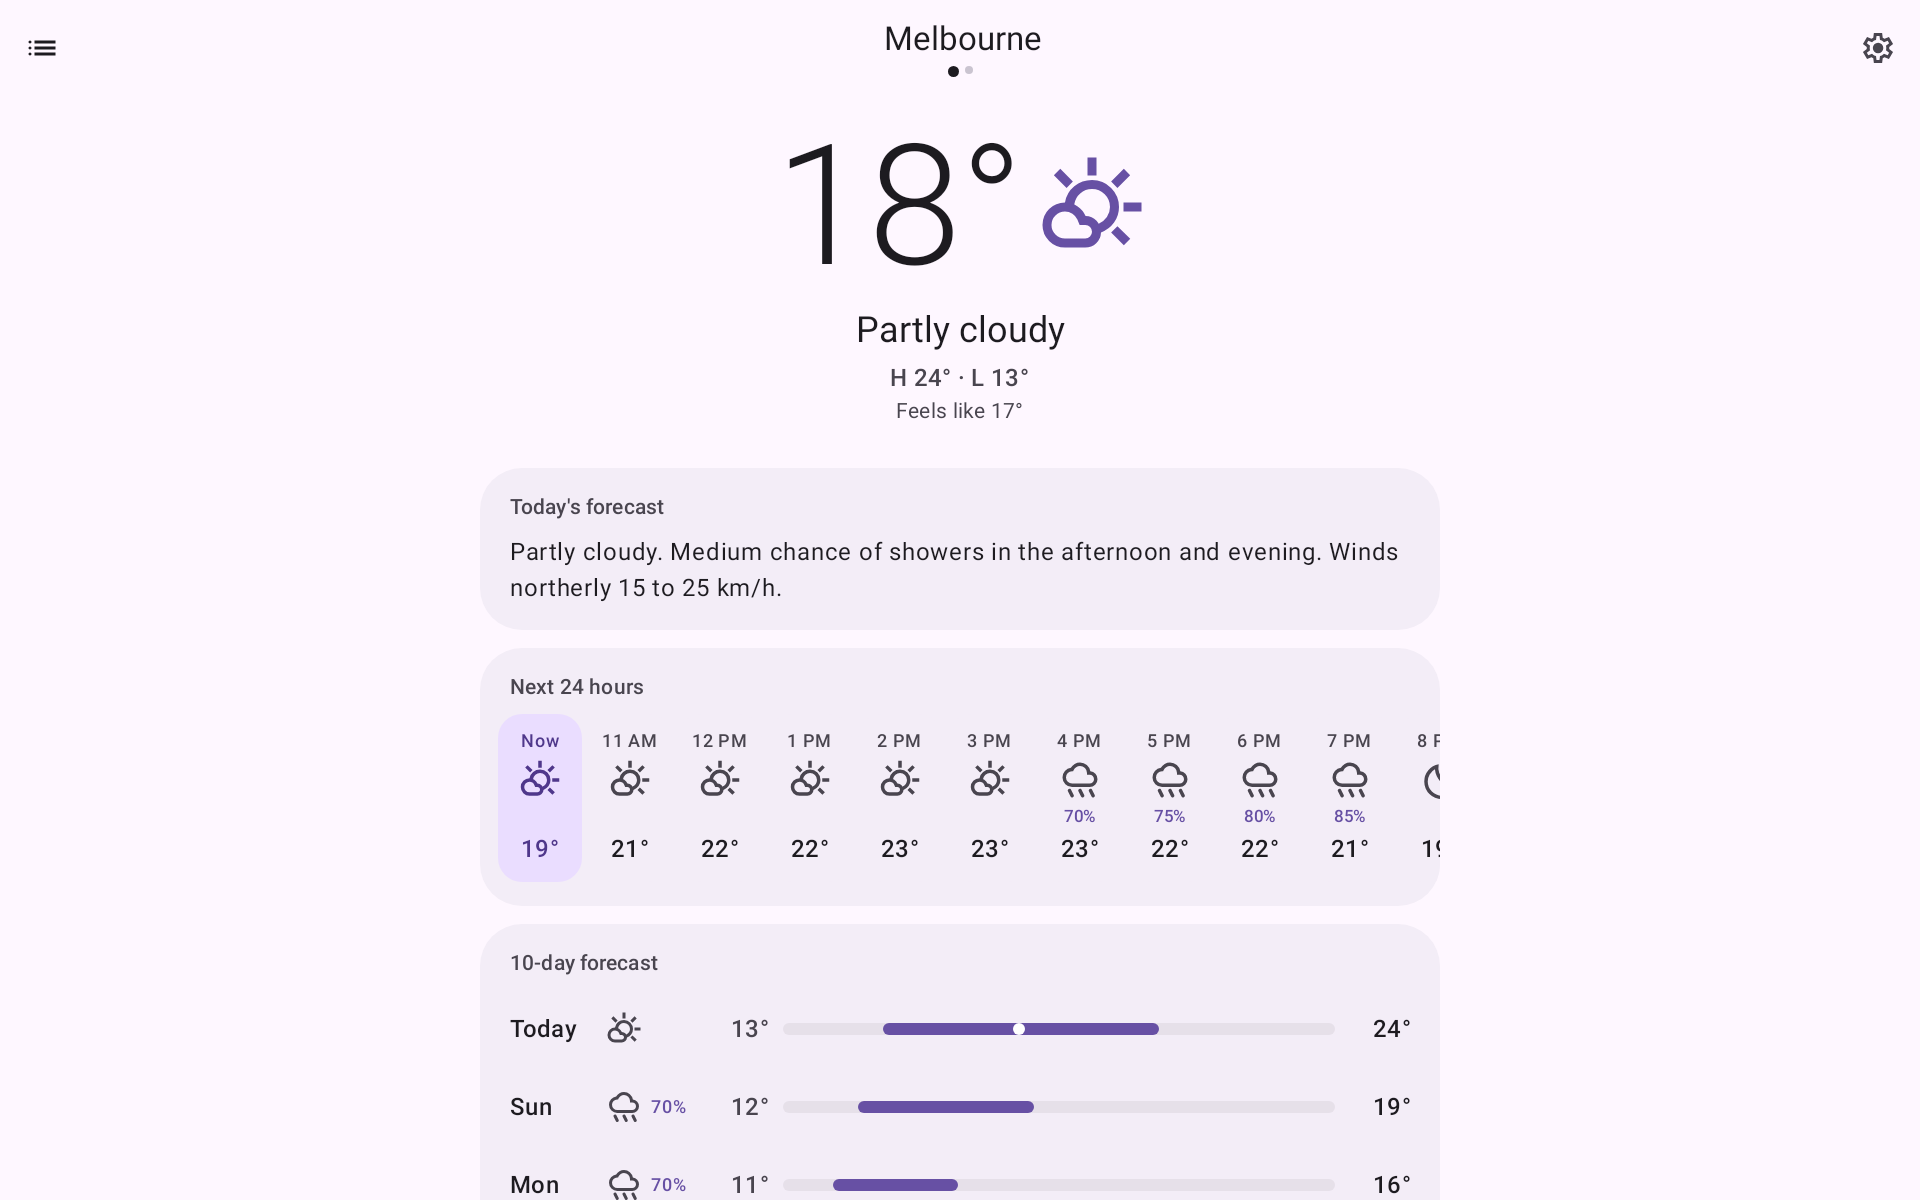 Melbourne
18°
Partly cloudy
H 24° · L 13°
Feels like 17°
Today's forecast
Partly cloudy. Medium chance of showers in the afternoon and evening. Winds
northerly 15 to 25 km/h.
Next 24 hours
Now 11 AM 12 PM 1 PM 2 PM 3 PM 4 PM 5 PM 6 PM 7 PM 8
70% 75% 80% 85%
19° 21° 22° 22° 23° 23° 23° 22° 22° 21°
10-day forecast
Today 13° 24°
Sun 70% 12° 19°
Mon 70% 11° 16°